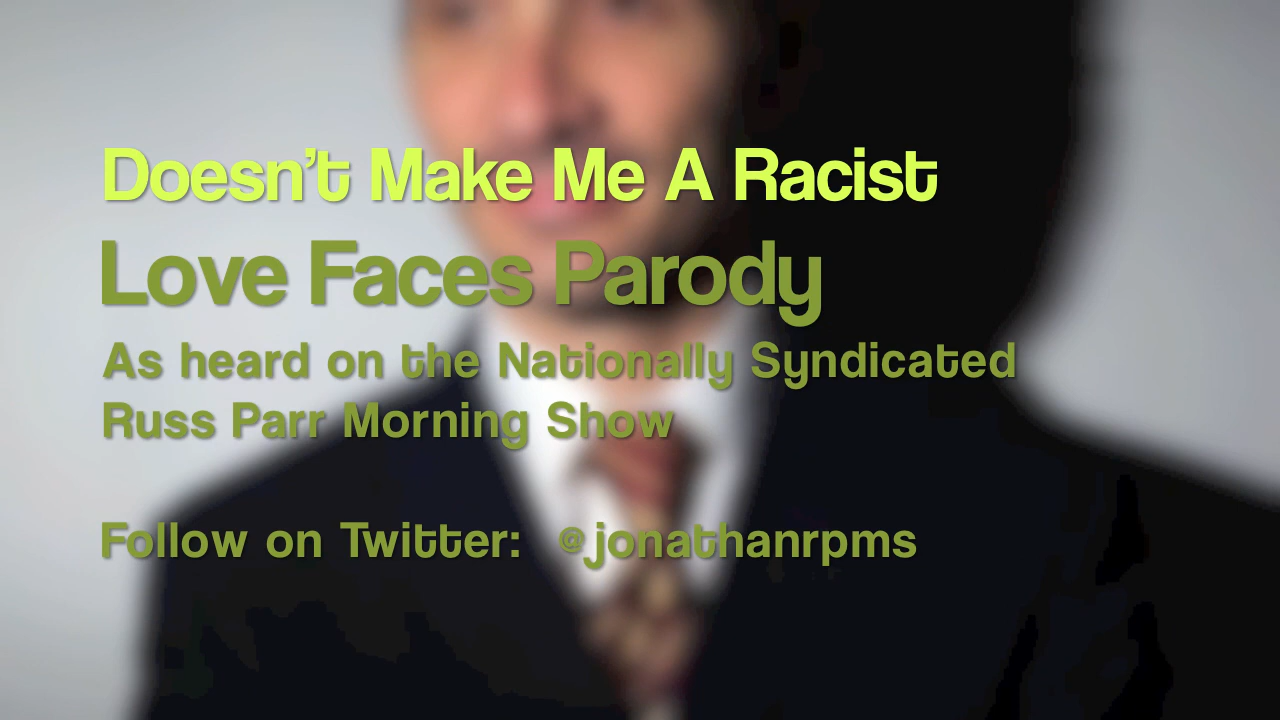 Doesn't Make Me A Racist
Love Faces Parody
As heard on the Nationally Syndicated
Russ Parr Morning Show
Follow on Twitter: @jonathanrpms